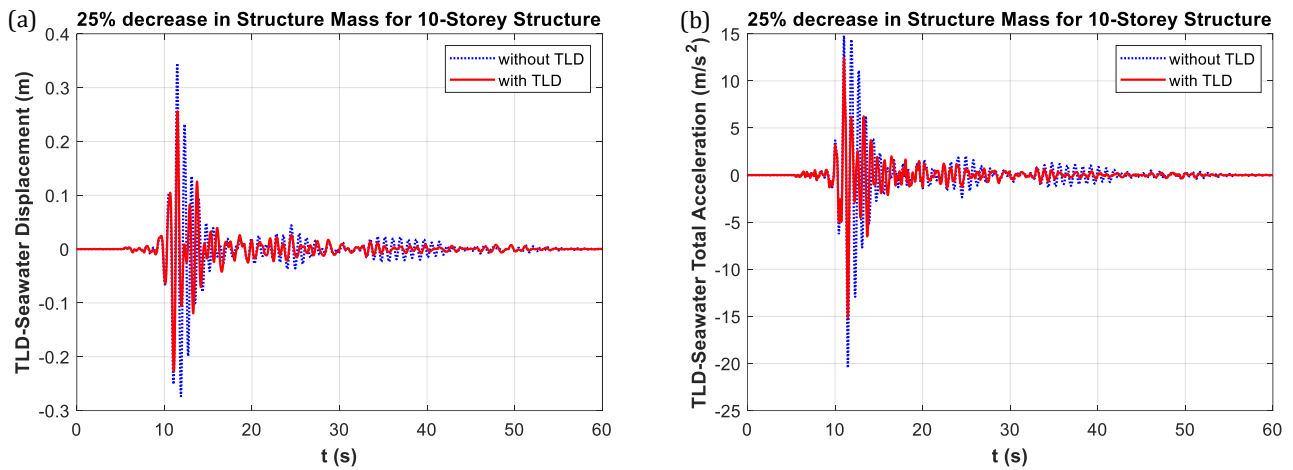 (a)
25% decrease in Structure Mass for 10-Storey Structure
0.4
0.3
0.2
0.1
0
-0.1
-0.2
-0.3
TLD-Seawater Displacement (m)
without TLD
with TLD
0 10 20 30 40 50 60
t (s)
(b)
25% decrease in Structure Mass for 10-Storey Structure
15
10
5
0
-5
-10
-15
-20
-25
TLD-Seawater Total Acceleration (m/s²)
without TLD
with TLD
0 10 20 30 40 50 60
t (s)